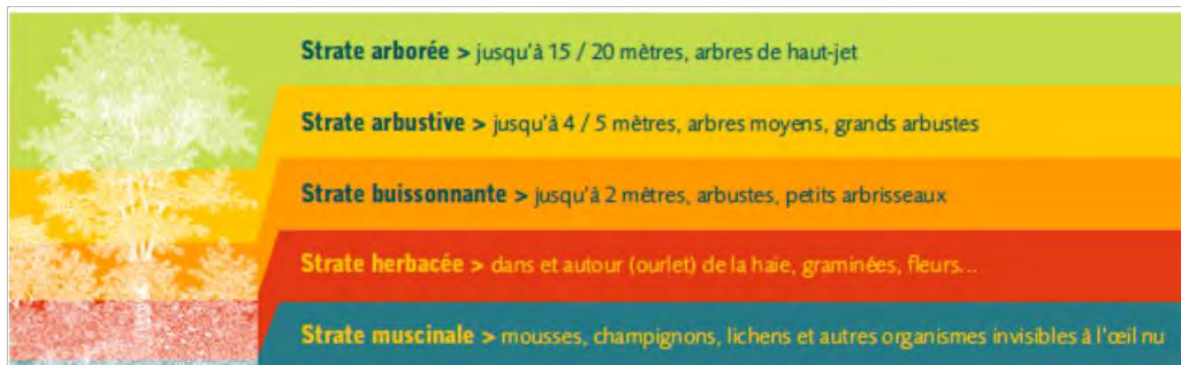 Strate arborée > jusqu'à 15 / 20 mètres, arbres de haut-jet
Strate arbustive > jusqu'à 4 / 5 mètres, arbres moyens, grands arbustes
Strate buissonnante > jusqu'à 2 mètres, arbustes, petits arbrisseaux
Strate herbacée > dans et autour (ourlet) de la haie, graminées, fleurs...
Strate muscinale > mousses, champignons, lichens et autres organismes invisibles à l'œil nu